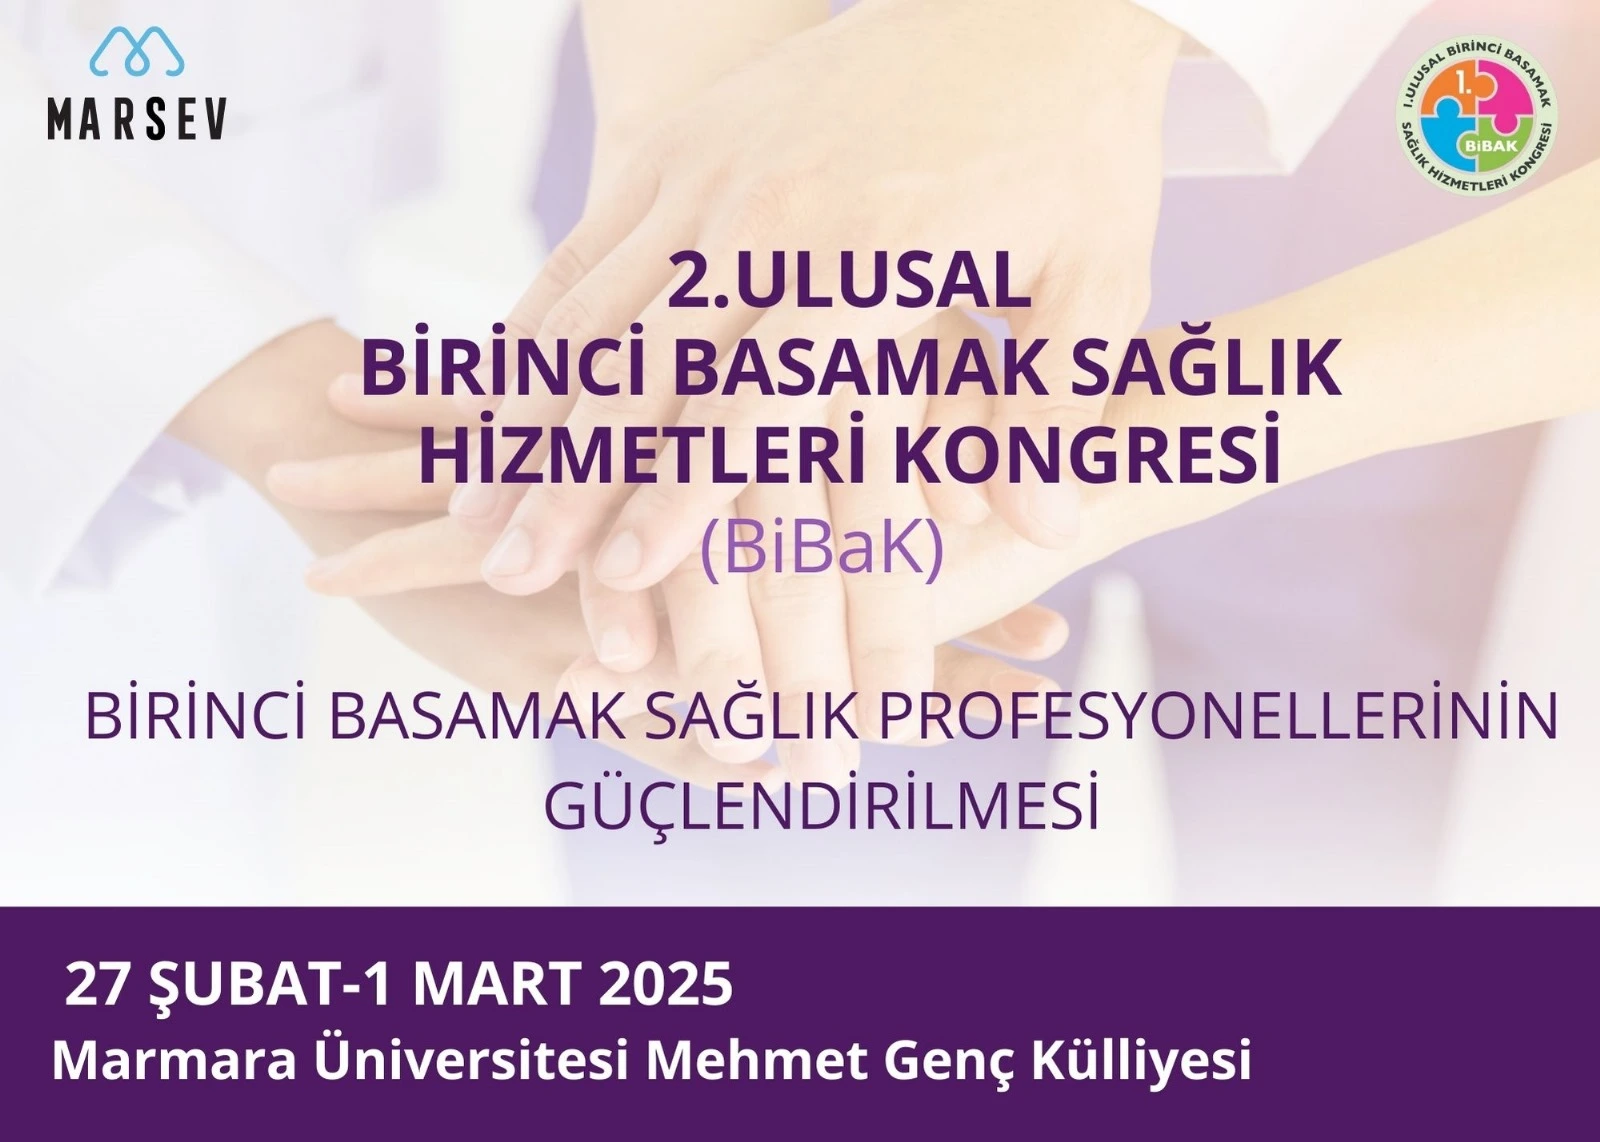 MARSEV
1.ULUSAL BİRİNCİ BASAMAK
SAĞLIK HİZMETLERİ KONGRESİ
1.
BiBAK
2.ULUSAL
BİRİNCİ BASAMAK SAĞLIK
HİZMETLERİ KONGRESİ
(BiBaK)
BİRİNCİ BASAMAK SAĞLIK PROFESYONELLERİNİN
GÜÇLENDİRİLMESİ
27 ŞUBAT-1 MART 2025
Marmara Üniversitesi Mehmet Genç Külliyesi